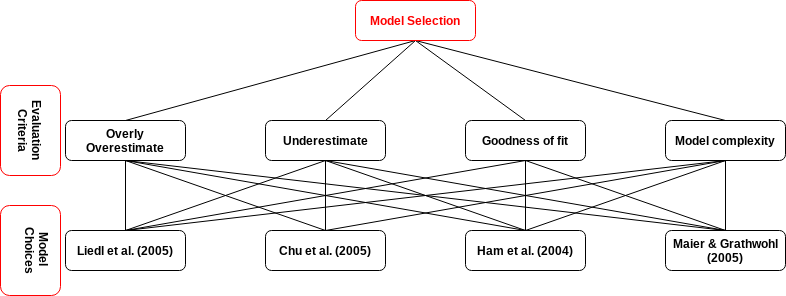 Model Selection
Evaluation
Criteria
Overly
Overestimate
Underestimate
Goodness of fit
Model complexity
Model
Choices
Liedl et al. (2005)
Chu et al. (2005)
Ham et al. (2004)
Maier & Grathwohl
(2005)